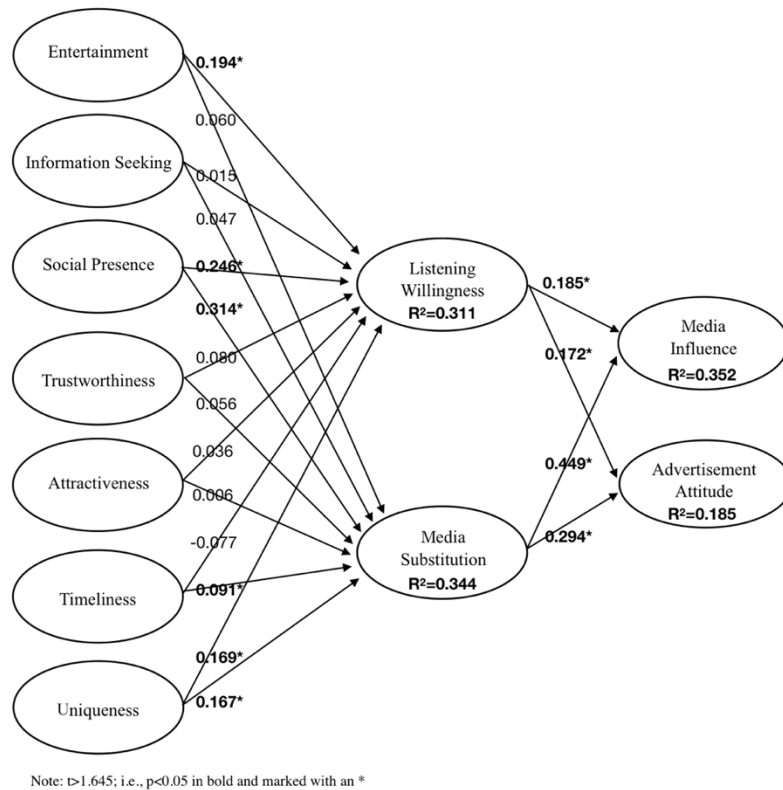 Entertainment
Information Seeking
Social Presence
Trustworthiness
Attractiveness
Timeliness
Uniqueness
0.194*
0.060
0.015
0.047
0.246*
0.314*
0.080
0.056
0.036
0.006
-0.077
0.091*
0.169*
0.167*
Listening
Willingness
R²=0.311
Media
Substitution
R²=0.344
0.185*
0.172*
0.449*
0.294*
Media
Influence
R²=0.352
Advertisement
Attitude
R²=0.185
Note: t>1.645; i.e., p<0.05 in bold and marked with an *